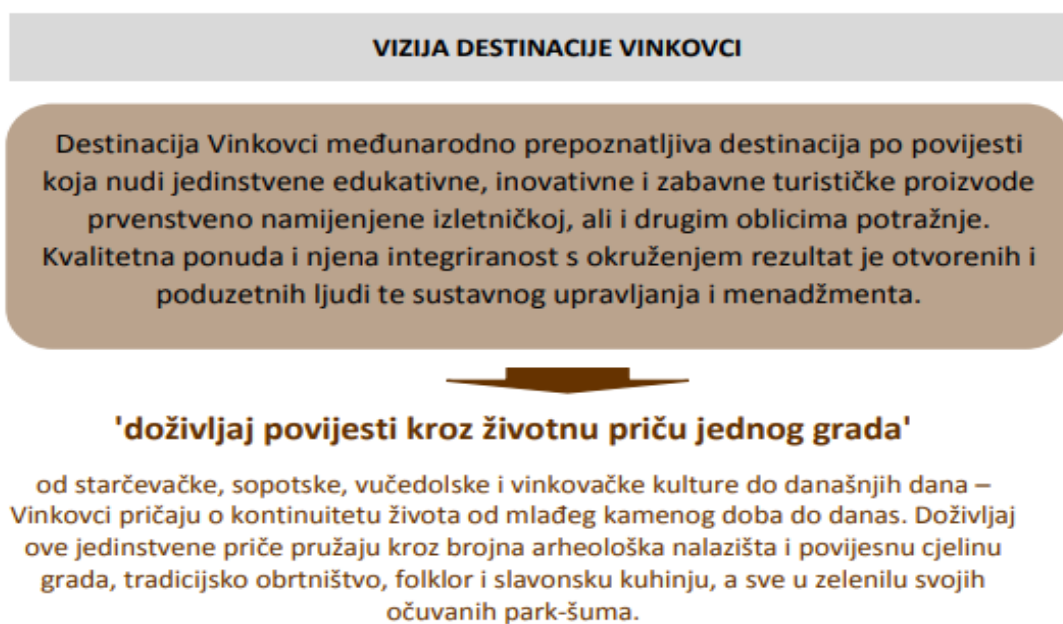 VIZIJA DESTINACIJE VINKOVCI
Destinacija Vinkovci međunarodno prepoznatljiva destinacija po povijesti
koja nudi jedinstvene edukativne, inovativne i zabavne turističke proizvode
prvenstveno namijenjene izletničkoj, ali i drugim oblicima potražnje.
Kvalitetna ponuda i njena integriranost s okruženjem rezultat je otvorenih i
poduzetnih ljudi te sustavnog upravljanja i menadžmenta.
'doživljaj povijesti kroz životnu priču jednog grada'
od starčevačke, sopotske, vučedolske i vinkovačke kulture do današnjih dana –
Vinkovci pričaju o kontinuitetu života od mlađeg kamenog doba do danas. Doživljaj
ove jedinstvene priče pružaju kroz brojna arheološka nalazišta i povijesnu cjelinu
grada, tradicijsko obrtništvo, folklor i slavonsku kuhinju, a sve u zelenilu svojih
očuvanih park-šuma.